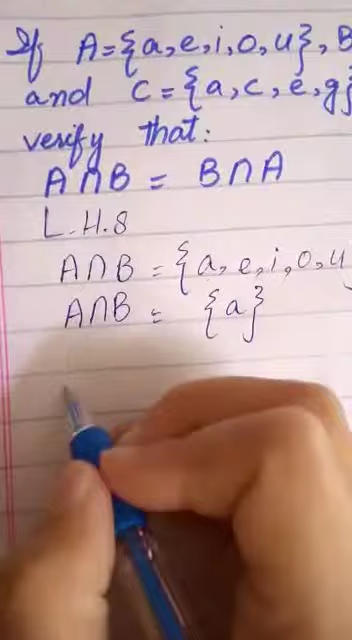 If A={a,e,i,o,u}, B
and C={a,c,e,g}
verify that:
A∩B = B∩A
L.H.S
A∩B = {a,e,i,o,u
A∩B = {a}